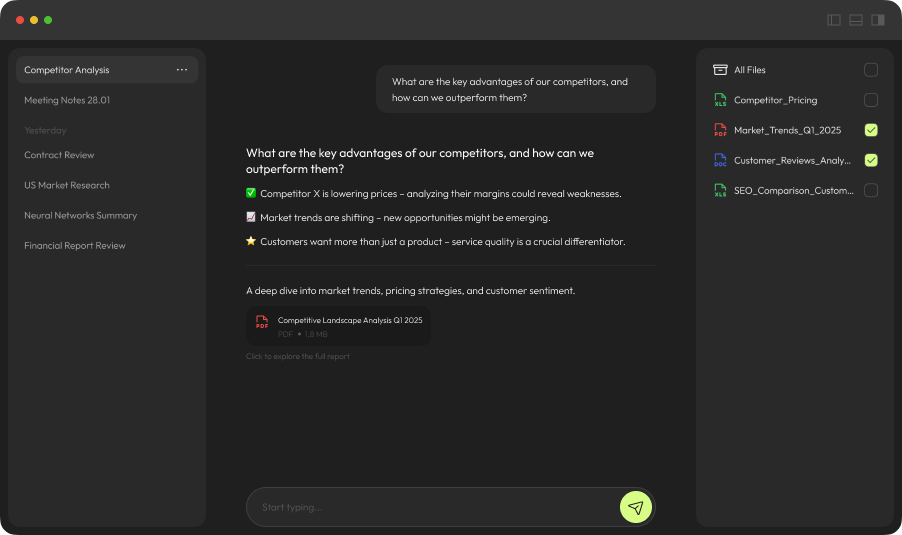 Competitor Analysis
Meeting Notes 28.01
Yesterday
Contract Review
US Market Research
Neural Networks Summary
Financial Report Review
What are the key advantages of our competitors, and
how can we outperform them?
What are the key advantages of our competitors, and how can we
outperform them?
✅ Competitor X is lowering prices – analyzing their margins could reveal weaknesses.
📈 Market trends are shifting – new opportunities might be emerging.
⭐ Customers want more than just a product – service quality is a crucial differentiator.
A deep dive into market trends, pricing strategies, and customer sentiment.
PDF
Competitive Landscape Analysis Q1 2025
PDF • 1,8 MB
Click to explore the full report
Start typing...
All Files
XLS Competitor_Pricing
PDF Market_Trends_Q1_2025
DOC Customer_Reviews_Analy...
XLS SEO_Comparison_Custom...